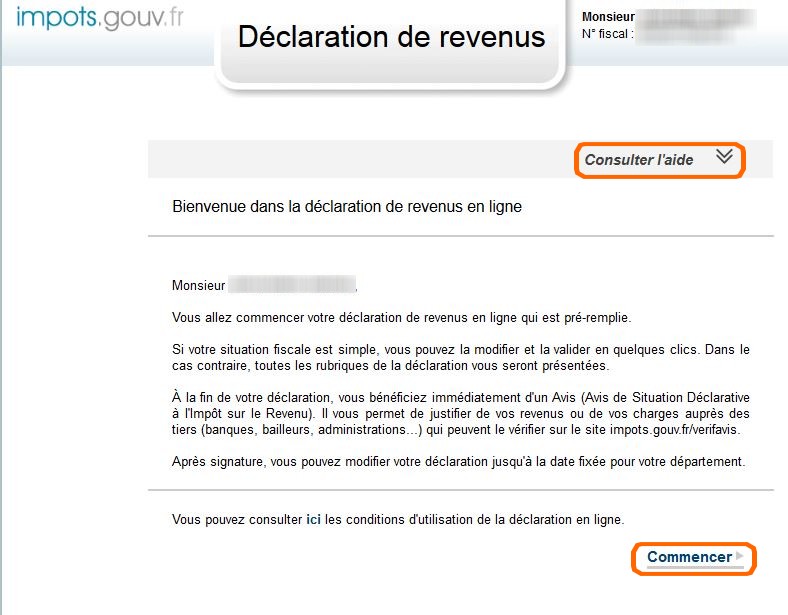 impots.gouv.fr
Déclaration de revenus
Monsieur
N° fiscal :
Consulter l'aide
Bienvenue dans la déclaration de revenus en ligne
Monsieur ,
Vous allez commencer votre déclaration de revenus en ligne qui est pré-remplie.
Si votre situation fiscale est simple, vous pouvez la modifier et la valider en quelques clics. Dans le
cas contraire, toutes les rubriques de la déclaration vous seront présentées.
À la fin de votre déclaration, vous bénéficiez immédiatement d'un Avis (Avis de Situation Déclarative
à l'Impôt sur le Revenu). Il vous permet de justifier de vos revenus ou de vos charges auprès des
tiers (banques, bailleurs, administrations...) qui peuvent le vérifier sur le site impots.gouv.fr/verifavis.
Après signature, vous pouvez modifier votre déclaration jusqu'à la date fixée pour votre département.
Vous pouvez consulter ici les conditions d'utilisation de la déclaration en ligne.
Commencer